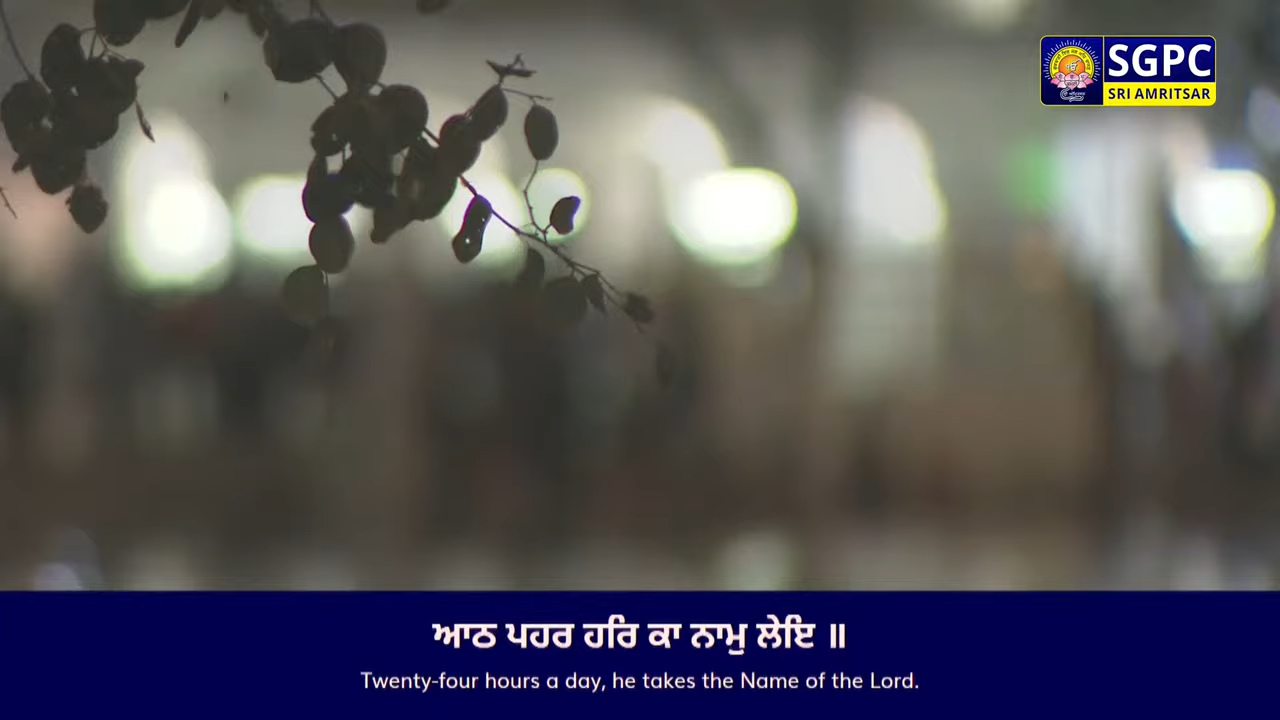 SGPC
SRI AMRITSAR
ਆਠ ਪਹਰ ਹਰਿ ਕਾ ਨਾਮੁ ਲੇਇ ॥
Twenty-four hours a day, he takes the Name of the Lord.